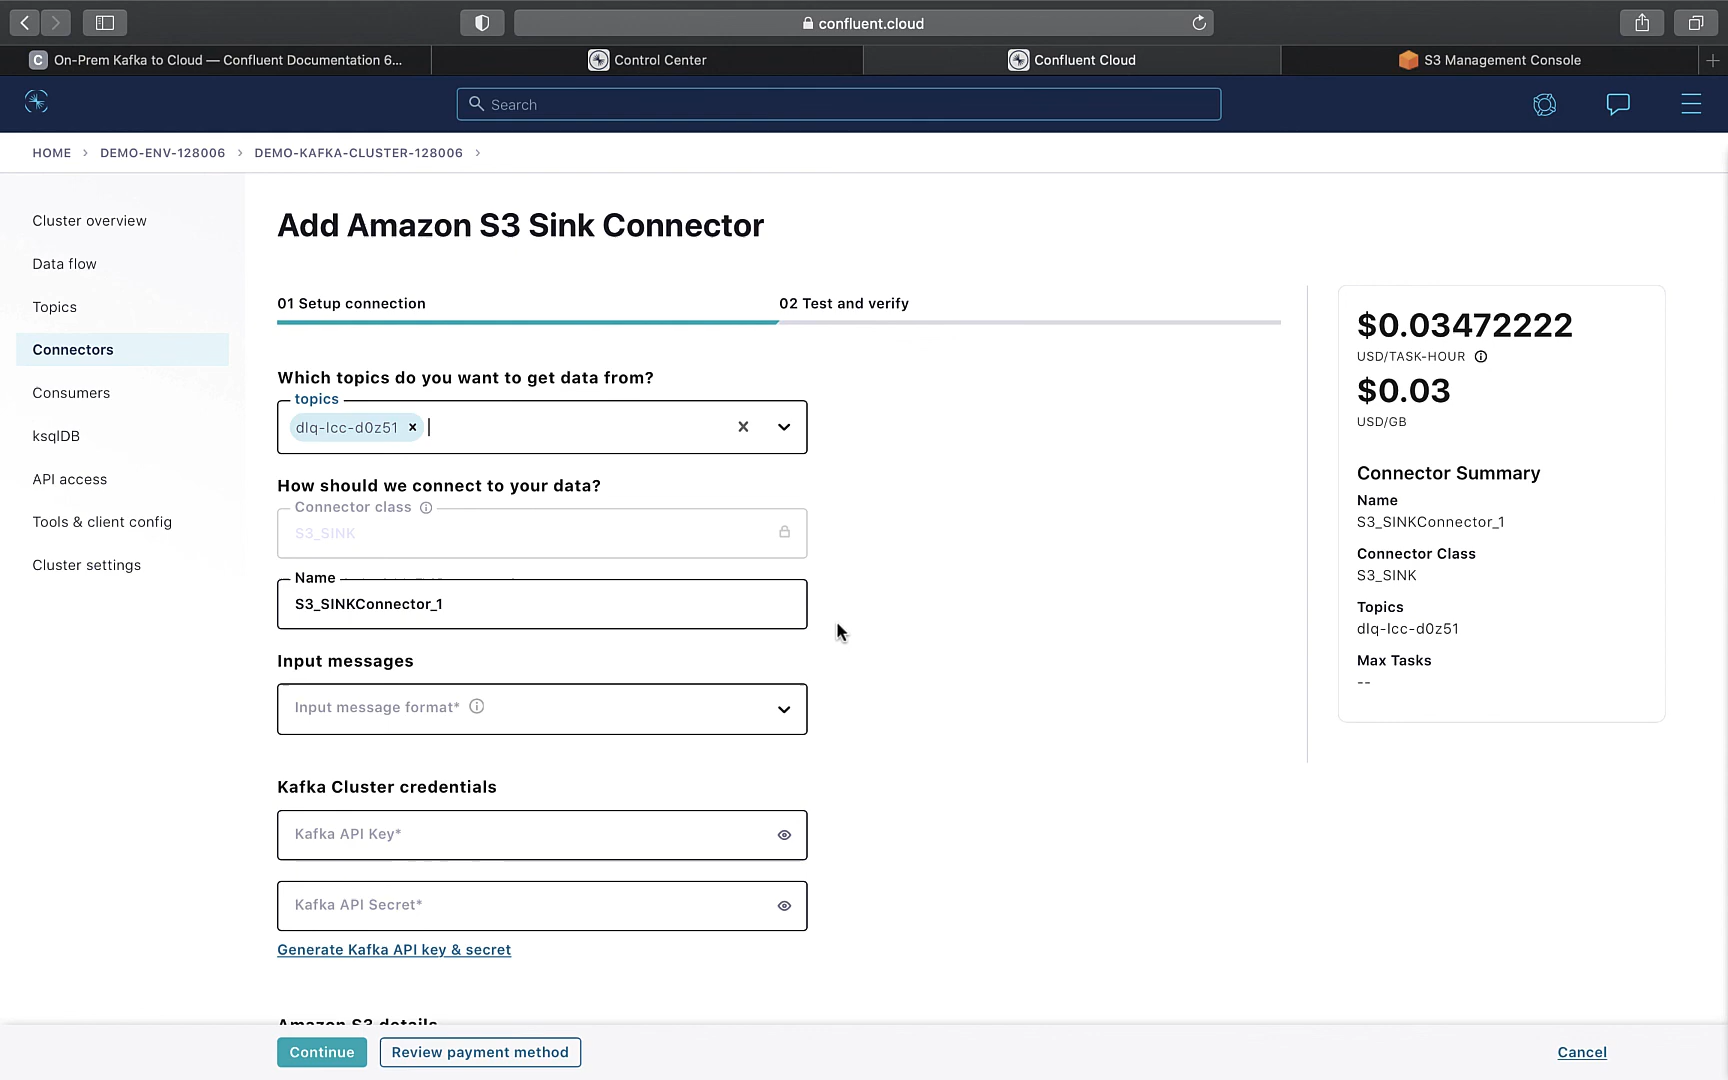 confluent.cloud
C On-Prem Kafka to Cloud — Confluent Documentation 6...
Control Center
Confluent Cloud
S3 Management Console
Search
HOME > DEMO-ENV-128006 > DEMO-KAFKA-CLUSTER-128006 >
Cluster overview
Data flow
Topics
Connectors
Consumers
ksqlDB
API access
Tools & client config
Cluster settings
Add Amazon S3 Sink Connector
01 Setup connection
02 Test and verify
Which topics do you want to get data from?
topics
dlq-lcc-d0z51
How should we connect to your data?
Connector class
S3_SINK
Name
S3_SINKConnector_1
Input messages
Input message format*
Kafka Cluster credentials
Kafka API Key*
Kafka API Secret*
Generate Kafka API key & secret
Amazon S3 details
Continue
Review payment method
Cancel
$0.03472222
USD/TASK-HOUR
$0.03
USD/GB
Connector Summary
Name
S3_SINKConnector_1
Connector Class
S3_SINK
Topics
dlq-lcc-d0z51
Max Tasks
--